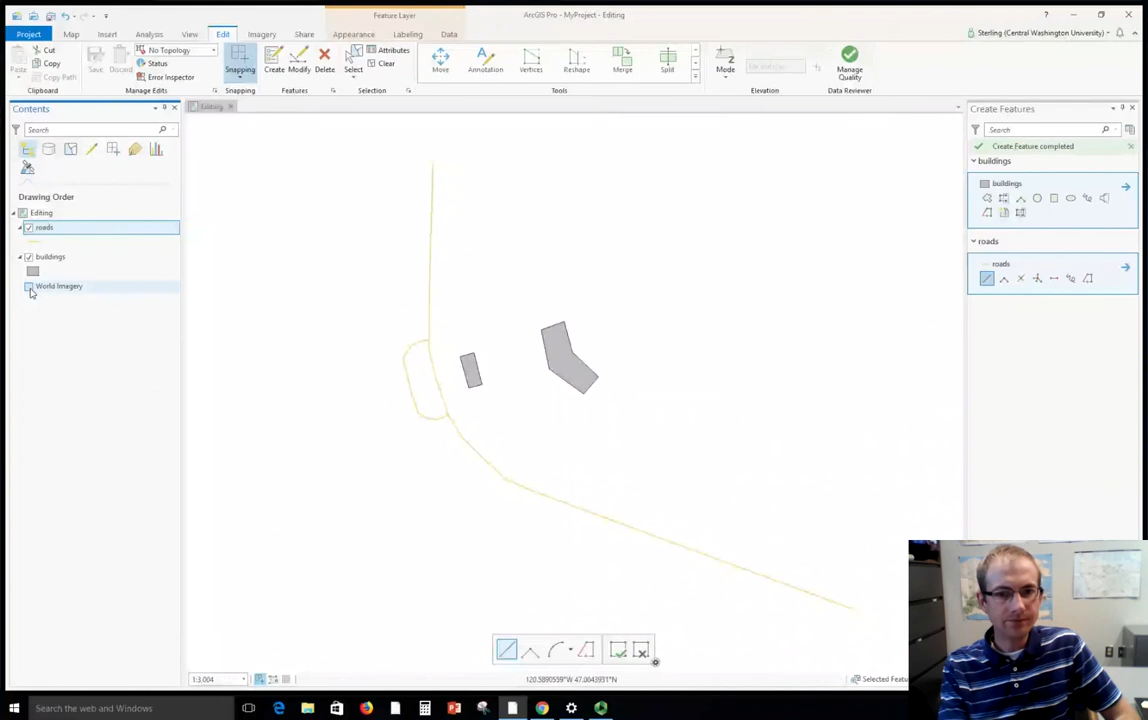 Feature Layer
ArcGIS Pro - MyProject - Editing
?
Project
Map
Insert
Analysis
View
Edit
Imagery
Share
Appearance
Labeling
Data
Sterling (Central Washington University)
Paste
Cut
Copy
Copy Path
Clipboard
Save
Discard
No Topology
Status
Error Inspector
Manage Edits
Snapping
Snapping
Create
Modify
Delete
Features
Select
Attributes
Clear
Selection
Move
Annotation
Vertices
Reshape
Merge
Split
Tools
Mode
Elevation
Manage
Quality
Data Reviewer
Contents
Search
Drawing Order
Editing
roads
buildings
World Imagery
Editing
Create Features
Search
Create Feature completed
buildings
buildings
roads
roads
1:3,004
120.5890559°W 47.0043931°N
Selected Featu
Search the web and Windows